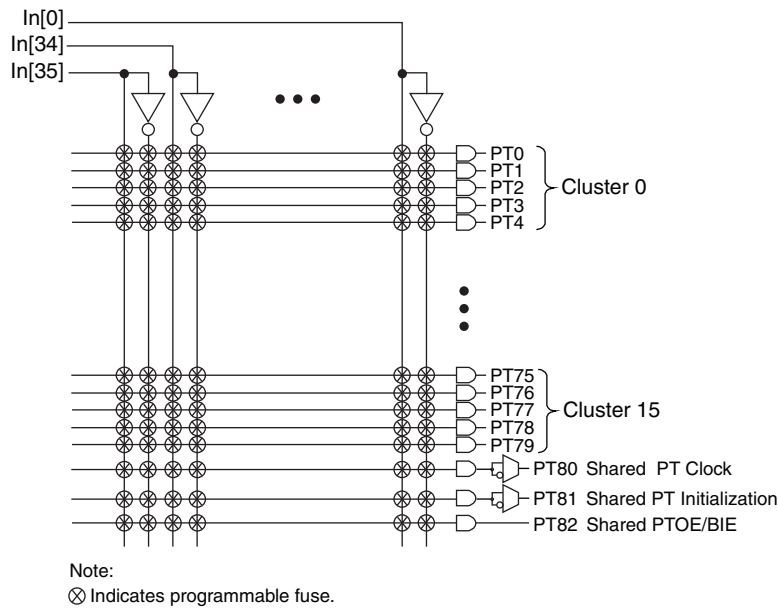 In[0]
In[34]
In[35]
PT0
PT1
PT2
PT3
PT4
Cluster 0
PT75
PT76
PT77
PT78
PT79
Cluster 15
PT80 Shared PT Clock
PT81 Shared PT Initialization
PT82 Shared PTOE/BIE
Note:
Indicates programmable fuse.